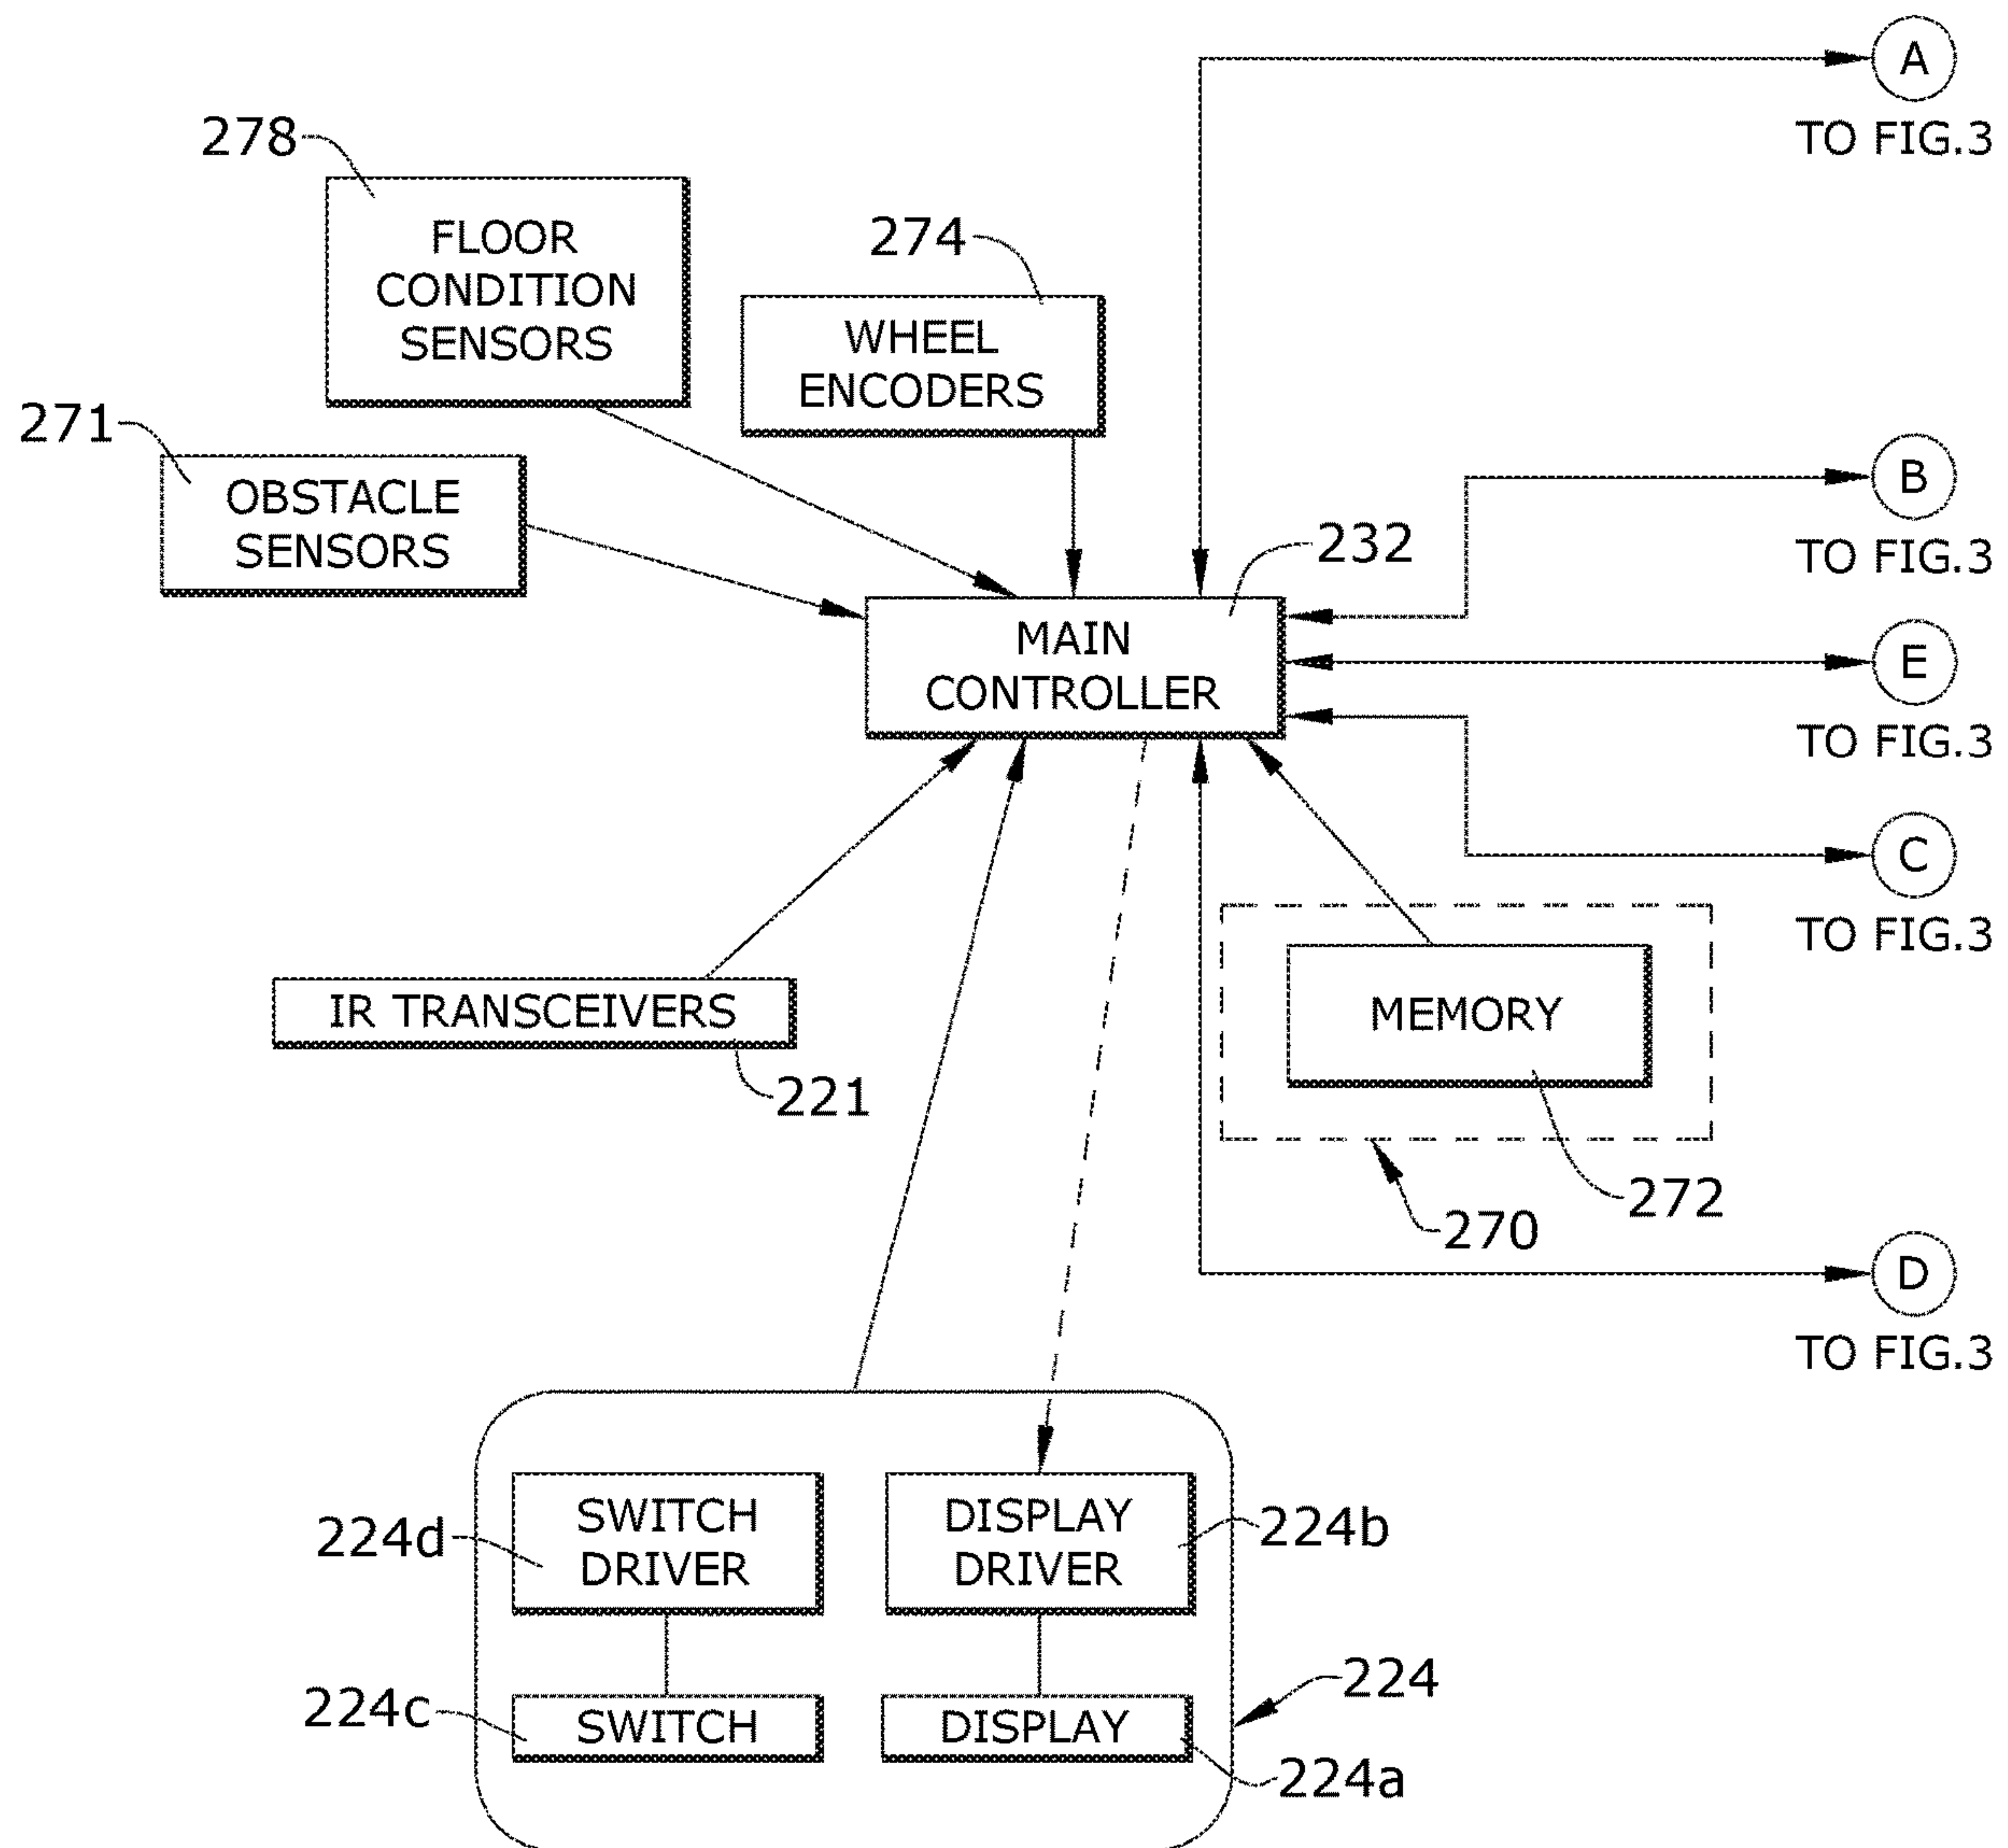 A
TO FIG.3
278
FLOOR
CONDITION
SENSORS
274
WHEEL
ENCODERS
271
OBSTACLE
SENSORS
B
TO FIG.3
232
MAIN
CONTROLLER
E
TO FIG.3
C
TO FIG.3
IR TRANSCEIVERS
221
MEMORY
272
270
D
TO FIG.3
224d
SWITCH
DRIVER
DISPLAY
DRIVER
224b
224c
SWITCH
DISPLAY
224
224a